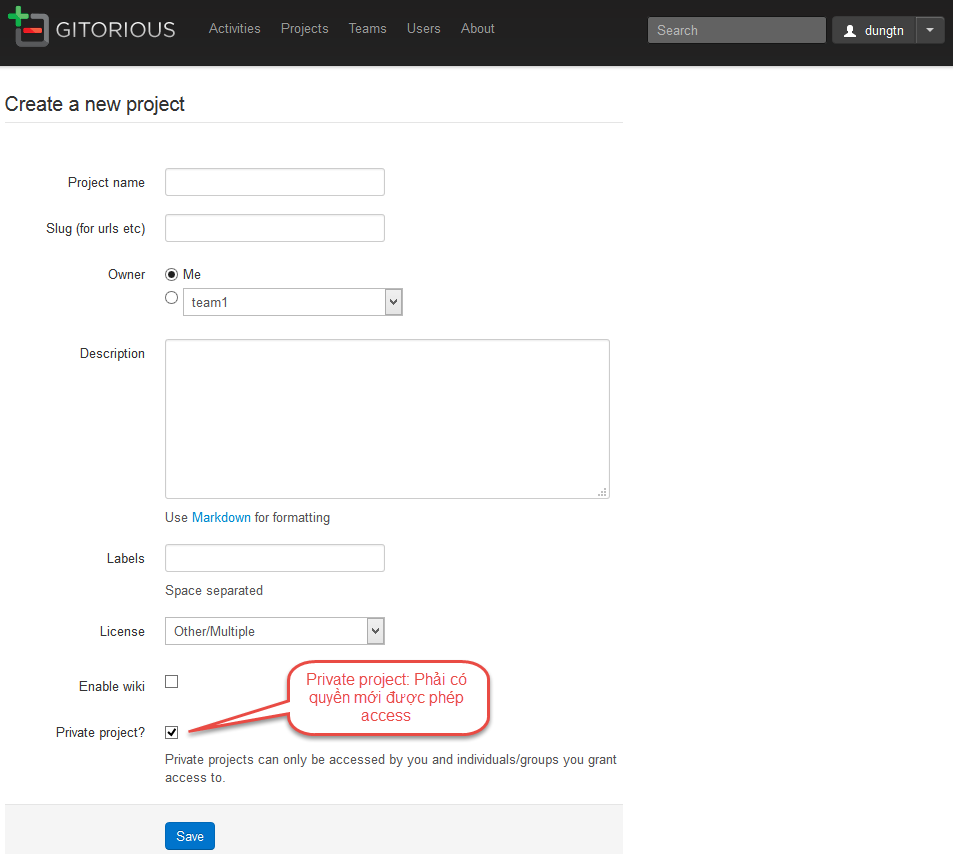 GITORIOUS Activities Projects Teams Users About Search dungtn
Create a new project
Project name
Slug (for urls etc)
Owner Me
team1
Description
Use Markdown for formatting
Labels
Space separated
License Other/Multiple
Enable wiki
Private project: Phải có
quyền mới được phép
access
Private project?
Private projects can only be accessed by you and individuals/groups you grant
access to.
Save